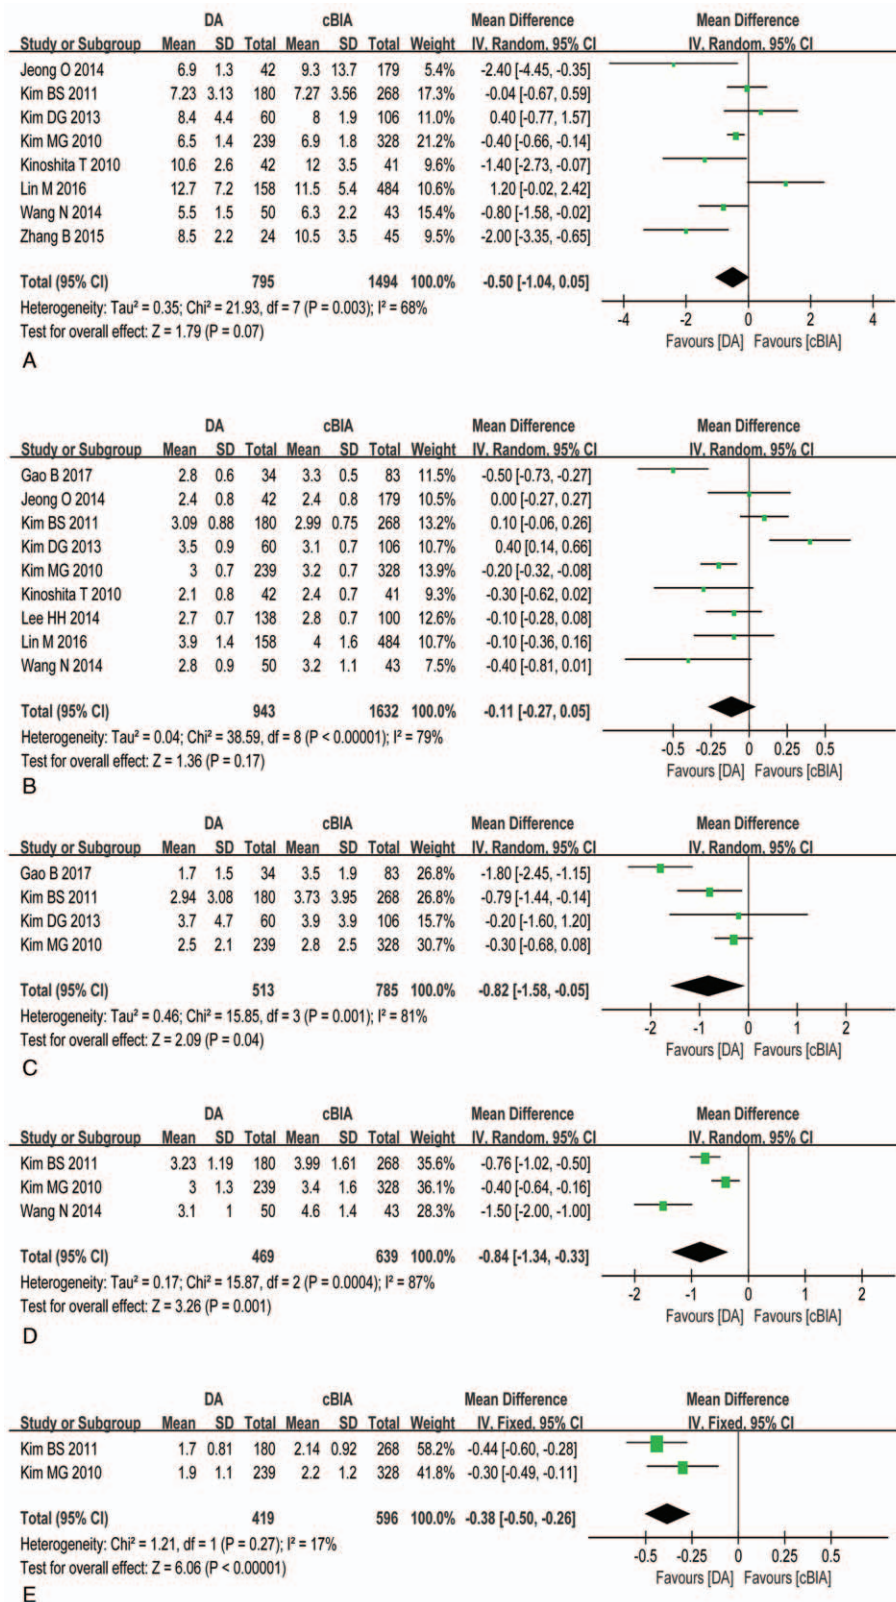 DA cBIA Mean Difference Mean Difference
Study or Subgroup Mean SD Total Mean SD Total Weight IV, Random, 95% CI IV, Random, 95% CI
Jeong O 2014 6.9 1.3 42 9.3 13.7 179 5.4% -2.40 [-4.45, -0.35]
Kim BS 2011 7.23 3.13 180 7.27 3.56 268 17.3% -0.04 [-0.67, 0.59]
Kim DG 2013 8.4 4.4 60 8 1.9 106 11.0% 0.40 [-0.77, 1.57]
Kim MG 2010 6.5 1.4 239 6.9 1.8 328 21.2% -0.40 [-0.66, -0.14]
Kinoshita T 2010 10.6 2.6 42 12 3.5 41 9.6% -1.40 [-2.73, -0.07]
Lin M 2016 12.7 7.2 158 11.5 5.4 484 10.6% 1.20 [-0.02, 2.42]
Wang N 2014 5.5 1.5 50 6.3 2.2 43 15.4% -0.80 [-1.58, -0.02]
Zhang B 2015 8.5 2.2 24 10.5 3.5 45 9.5% -2.00 [-3.35, -0.65]
Total (95% CI) 795 1494 100.0% -0.50 [-1.04, 0.05]
Heterogeneity: Tau² = 0.35; Chi² = 21.93, df = 7 (P = 0.003); I² = 68%
Test for overall effect: Z = 1.79 (P = 0.07)
-4 -2 0 2 4
Favours [DA] Favours [cBIA]
A
DA cBIA Mean Difference Mean Difference
Study or Subgroup Mean SD Total Mean SD Total Weight IV, Random, 95% CI IV, Random, 95% CI
Gao B 2017 2.8 0.6 34 3.3 0.5 83 11.5% -0.50 [-0.73, -0.27]
Jeong O 2014 2.4 0.8 42 2.4 0.8 179 10.5% 0.00 [-0.27, 0.27]
Kim BS 2011 3.09 0.88 180 2.99 0.75 268 13.2% 0.10 [-0.06, 0.26]
Kim DG 2013 3.5 0.9 60 3.1 0.7 106 10.7% 0.40 [0.14, 0.66]
Kim MG 2010 3 0.7 239 3.2 0.7 328 13.9% -0.20 [-0.32, -0.08]
Kinoshita T 2010 2.1 0.8 42 2.4 0.7 41 9.3% -0.30 [-0.62, 0.02]
Lee HH 2014 2.7 0.7 138 2.8 0.7 100 12.7% -0.10 [-0.28, 0.08]
Lin M 2016 3.9 1.4 158 4 1.6 484 10.7% -0.10 [-0.36, 0.16]
Wang N 2014 2.8 0.9 50 3.2 1.1 43 7.5% -0.40 [-0.81, 0.01]
Total (95% CI) 943 1632 100.0% -0.11 [-0.27, 0.05]
Heterogeneity: Tau² = 0.04; Chi² = 38.59, df = 8 (P < 0.00001); I² = 79%
Test for overall effect: Z = 1.36 (P = 0.17)
-0.5 -0.25 0 0.25 0.5
Favours [DA] Favours [cBIA]
B
DA cBIA Mean Difference Mean Difference
Study or Subgroup Mean SD Total Mean SD Total Weight IV, Random, 95% CI IV, Random, 95% CI
Gao B 2017 1.7 1.5 34 3.5 1.9 83 26.8% -1.80 [-2.45, -1.15]
Kim BS 2011 2.94 3.08 180 3.73 3.95 268 26.8% -0.79 [-1.44, -0.14]
Kim DG 2013 3.7 4.7 60 3.9 3.9 106 15.7% -0.20 [-1.60, 1.20]
Kim MG 2010 2.5 2.1 239 2.8 2.5 328 30.7% -0.30 [-0.68, 0.08]
Total (95% CI) 513 785 100.0% -0.82 [-1.58, -0.05]
Heterogeneity: Tau² = 0.46; Chi² = 15.85, df = 3 (P = 0.001); I² = 81%
Test for overall effect: Z = 2.09 (P = 0.04)
-2 -1 0 1 2
Favours [DA] Favours [cBIA]
C
DA cBIA Mean Difference Mean Difference
Study or Subgroup Mean SD Total Mean SD Total Weight IV, Random, 95% CI IV, Random, 95% CI
Kim BS 2011 3.23 1.19 180 3.99 1.61 268 35.6% -0.76 [-1.02, -0.50]
Kim MG 2010 3 1.3 239 3.4 1.6 328 36.1% -0.40 [-0.64, -0.16]
Wang N 2014 3.1 1 50 4.6 1.4 43 28.3% -1.50 [-2.00, -1.00]
Total (95% CI) 469 639 100.0% -0.84 [-1.34, -0.33]
Heterogeneity: Tau² = 0.17; Chi² = 15.87, df = 2 (P = 0.0004); I² = 87%
Test for overall effect: Z = 3.26 (P = 0.001)
-2 -1 0 1 2
Favours [DA] Favours [cBIA]
D
DA cBIA Mean Difference Mean Difference
Study or Subgroup Mean SD Total Mean SD Total Weight IV, Fixed, 95% CI IV, Fixed, 95% CI
Kim BS 2011 1.7 0.81 180 2.14 0.92 268 58.2% -0.44 [-0.60, -0.28]
Kim MG 2010 1.9 1.1 239 2.2 1.2 328 41.8% -0.30 [-0.49, -0.11]
Total (95% CI) 419 596 100.0% -0.38 [-0.50, -0.26]
Heterogeneity: Chi² = 1.21, df = 1 (P = 0.27); I² = 17%
Test for overall effect: Z = 6.06 (P < 0.00001)
-0.5 -0.25 0 0.25 0.5
Favours [DA] Favours [cBIA]
E